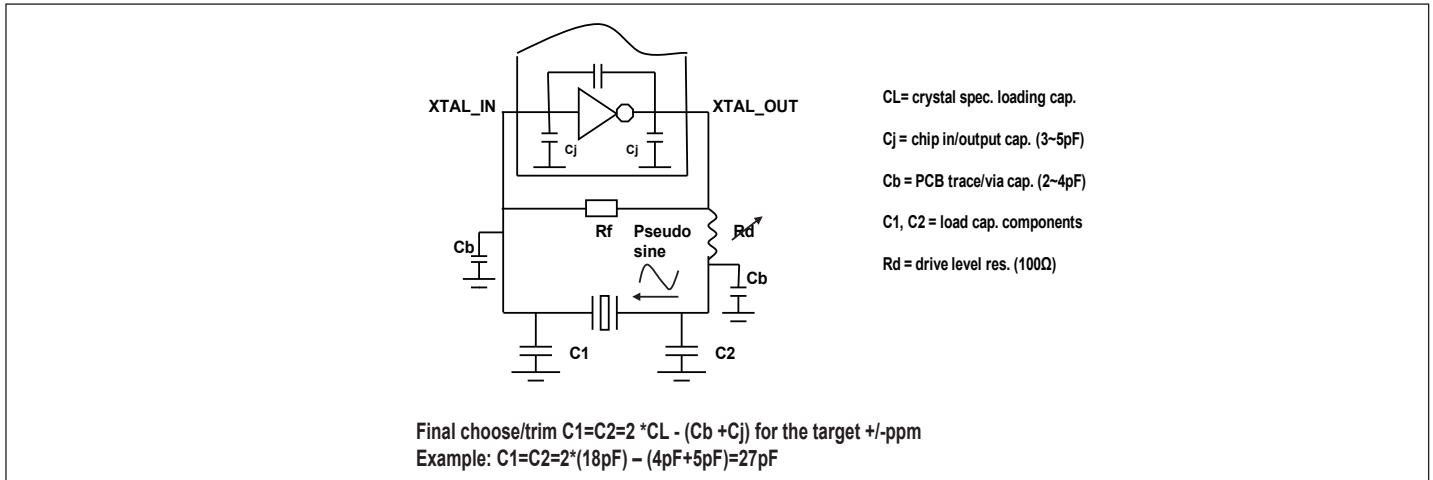 XTAL_IN
XTAL_OUT
Cj
Cj
Rf
Pseudo
sine
Rd
Cb
Cb
C1
C2
CL= crystal spec. loading cap.
Cj = chip in/output cap. (3~5pF)
Cb = PCB trace/via cap. (2~4pF)
C1, C2 = load cap. components
Rd = drive level res. (100Ω)
Final choose/trim C1=C2=2 *CL - (Cb +Cj) for the target +/-ppm
Example: C1=C2=2*(18pF) – (4pF+5pF)=27pF